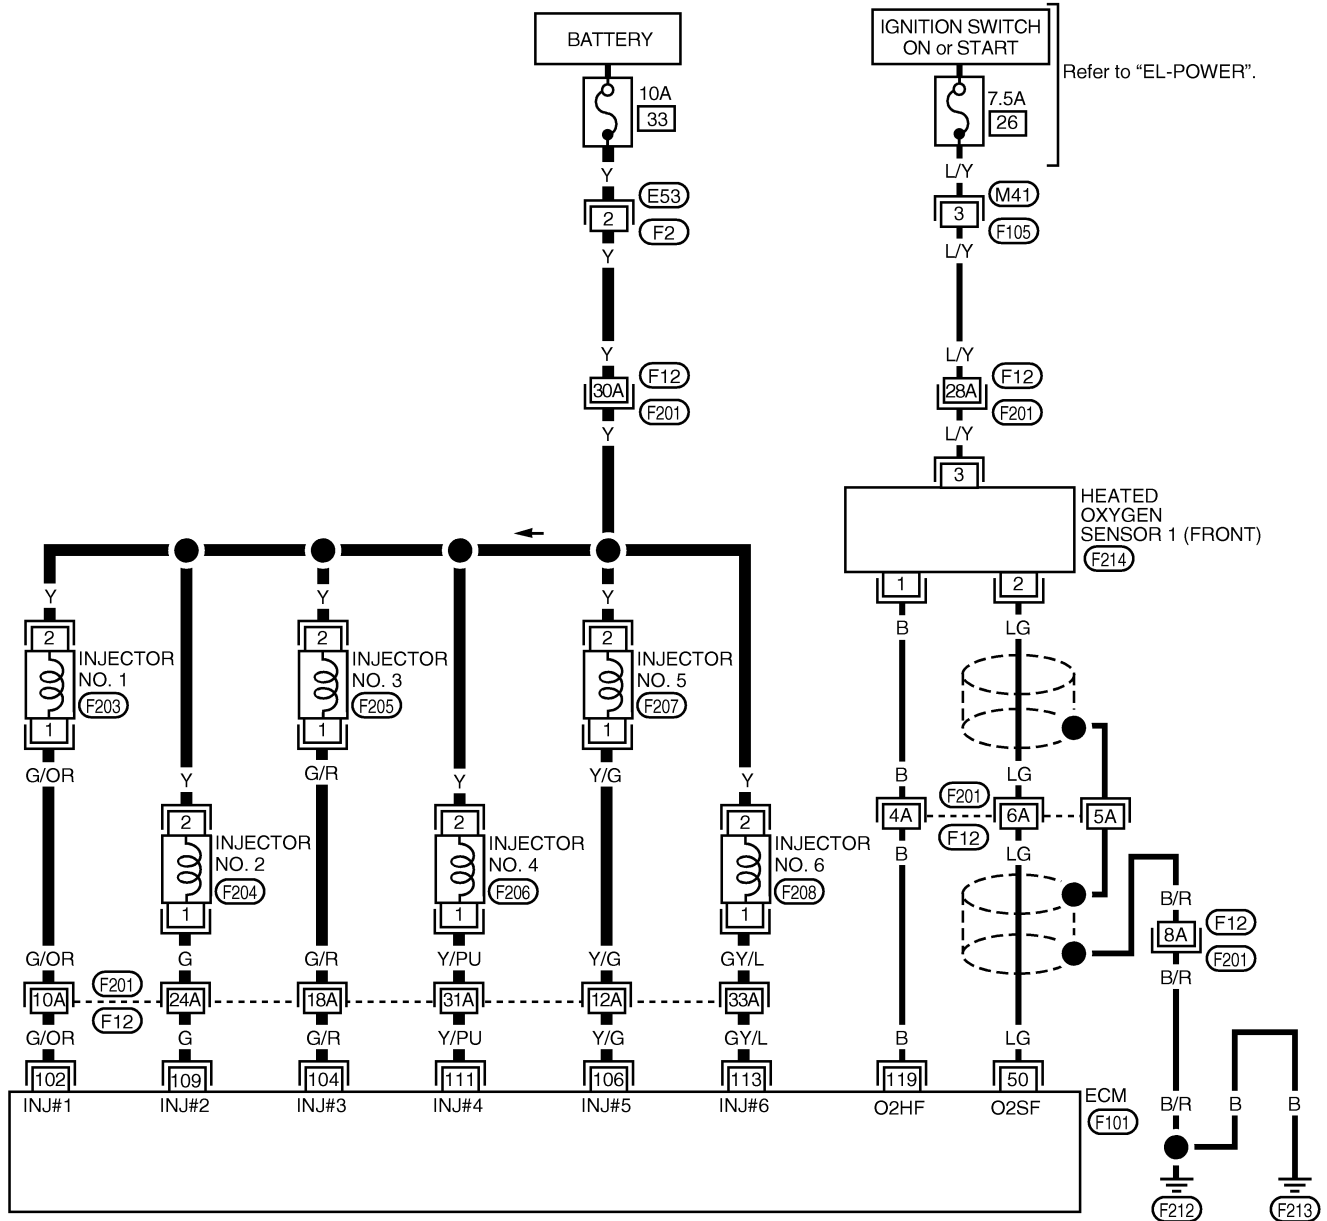 BATTERY
10A
33
IGNITION SWITCH
ON or START
Refer to “EL-POWER”.
7.5A
26
Y
L/Y
E53
2
F2
M41
3
F105
Y
L/Y
Y
L/Y
30A
F12
F201
28A
F12
F201
Y
L/Y
3
HEATED
OXYGEN
SENSOR 1 (FRONT)
F214
1
2
B
LG
Y
Y
Y
2
INJECTOR
NO. 1
F203
1
2
INJECTOR
NO. 3
F205
1
2
INJECTOR
NO. 5
F207
1
G/OR
Y
G/R
Y
Y/G
Y
B
LG
2
INJECTOR
NO. 2
F204
1
2
INJECTOR
NO. 4
F206
1
2
INJECTOR
NO. 6
F208
1
4A
F201
F12
6A
5A
B
LG
B/R
8A
F12
F201
B/R
G/OR
G
G/R
Y/PU
Y/G
GY/L
10A
F201
F12
24A
18A
31A
12A
33A
G/OR
G
G/R
Y/PU
Y/G
GY/L
B
LG
102
109
104
111
106
113
119
50
INJ#1
INJ#2
INJ#3
INJ#4
INJ#5
INJ#6
O2HF
O2SF
ECM
F101
B/R
B
B
F212
F213